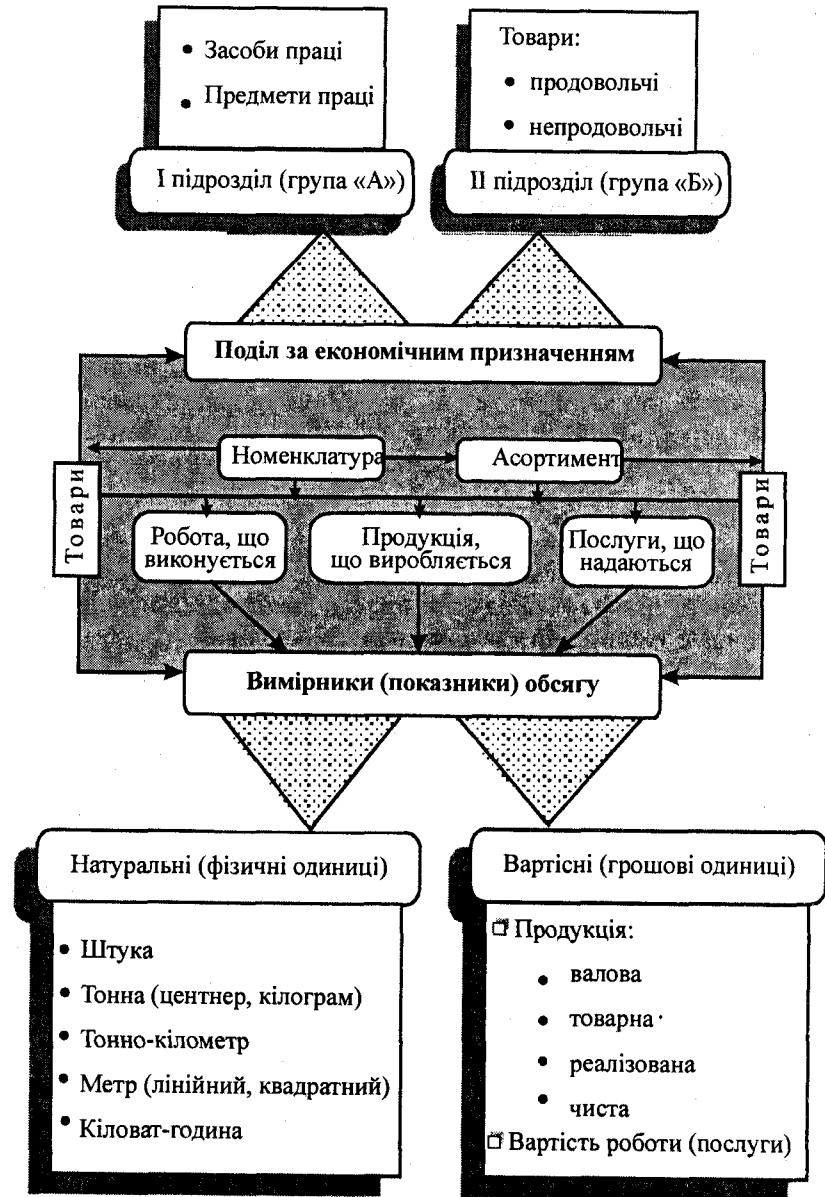 • Засоби праці
• Предмети праці
І підрозділ (група «А»)
Товари:
• продовольчі
• непродовольчі
ІІ підрозділ (група «Б»)
Поділ за економічним призначенням
Номенклатура
Асортимент
Товари
Робота, що
виконується
Продукція,
що виробляється
Послуги, що
надаються
Товари
Вимірники (показники) обсягу
Натуральні (фізичні одиниці)
• Штука
• Тонна (центнер, кілограм)
• Тонно-кілометр
• Метр (лінійний, квадратний)
• Кіловат-година
Вартісні (грошові одиниці)
❒ Продукція:
• валова
• товарна
• реалізована
• чиста
❒ Вартість роботи (послуги)